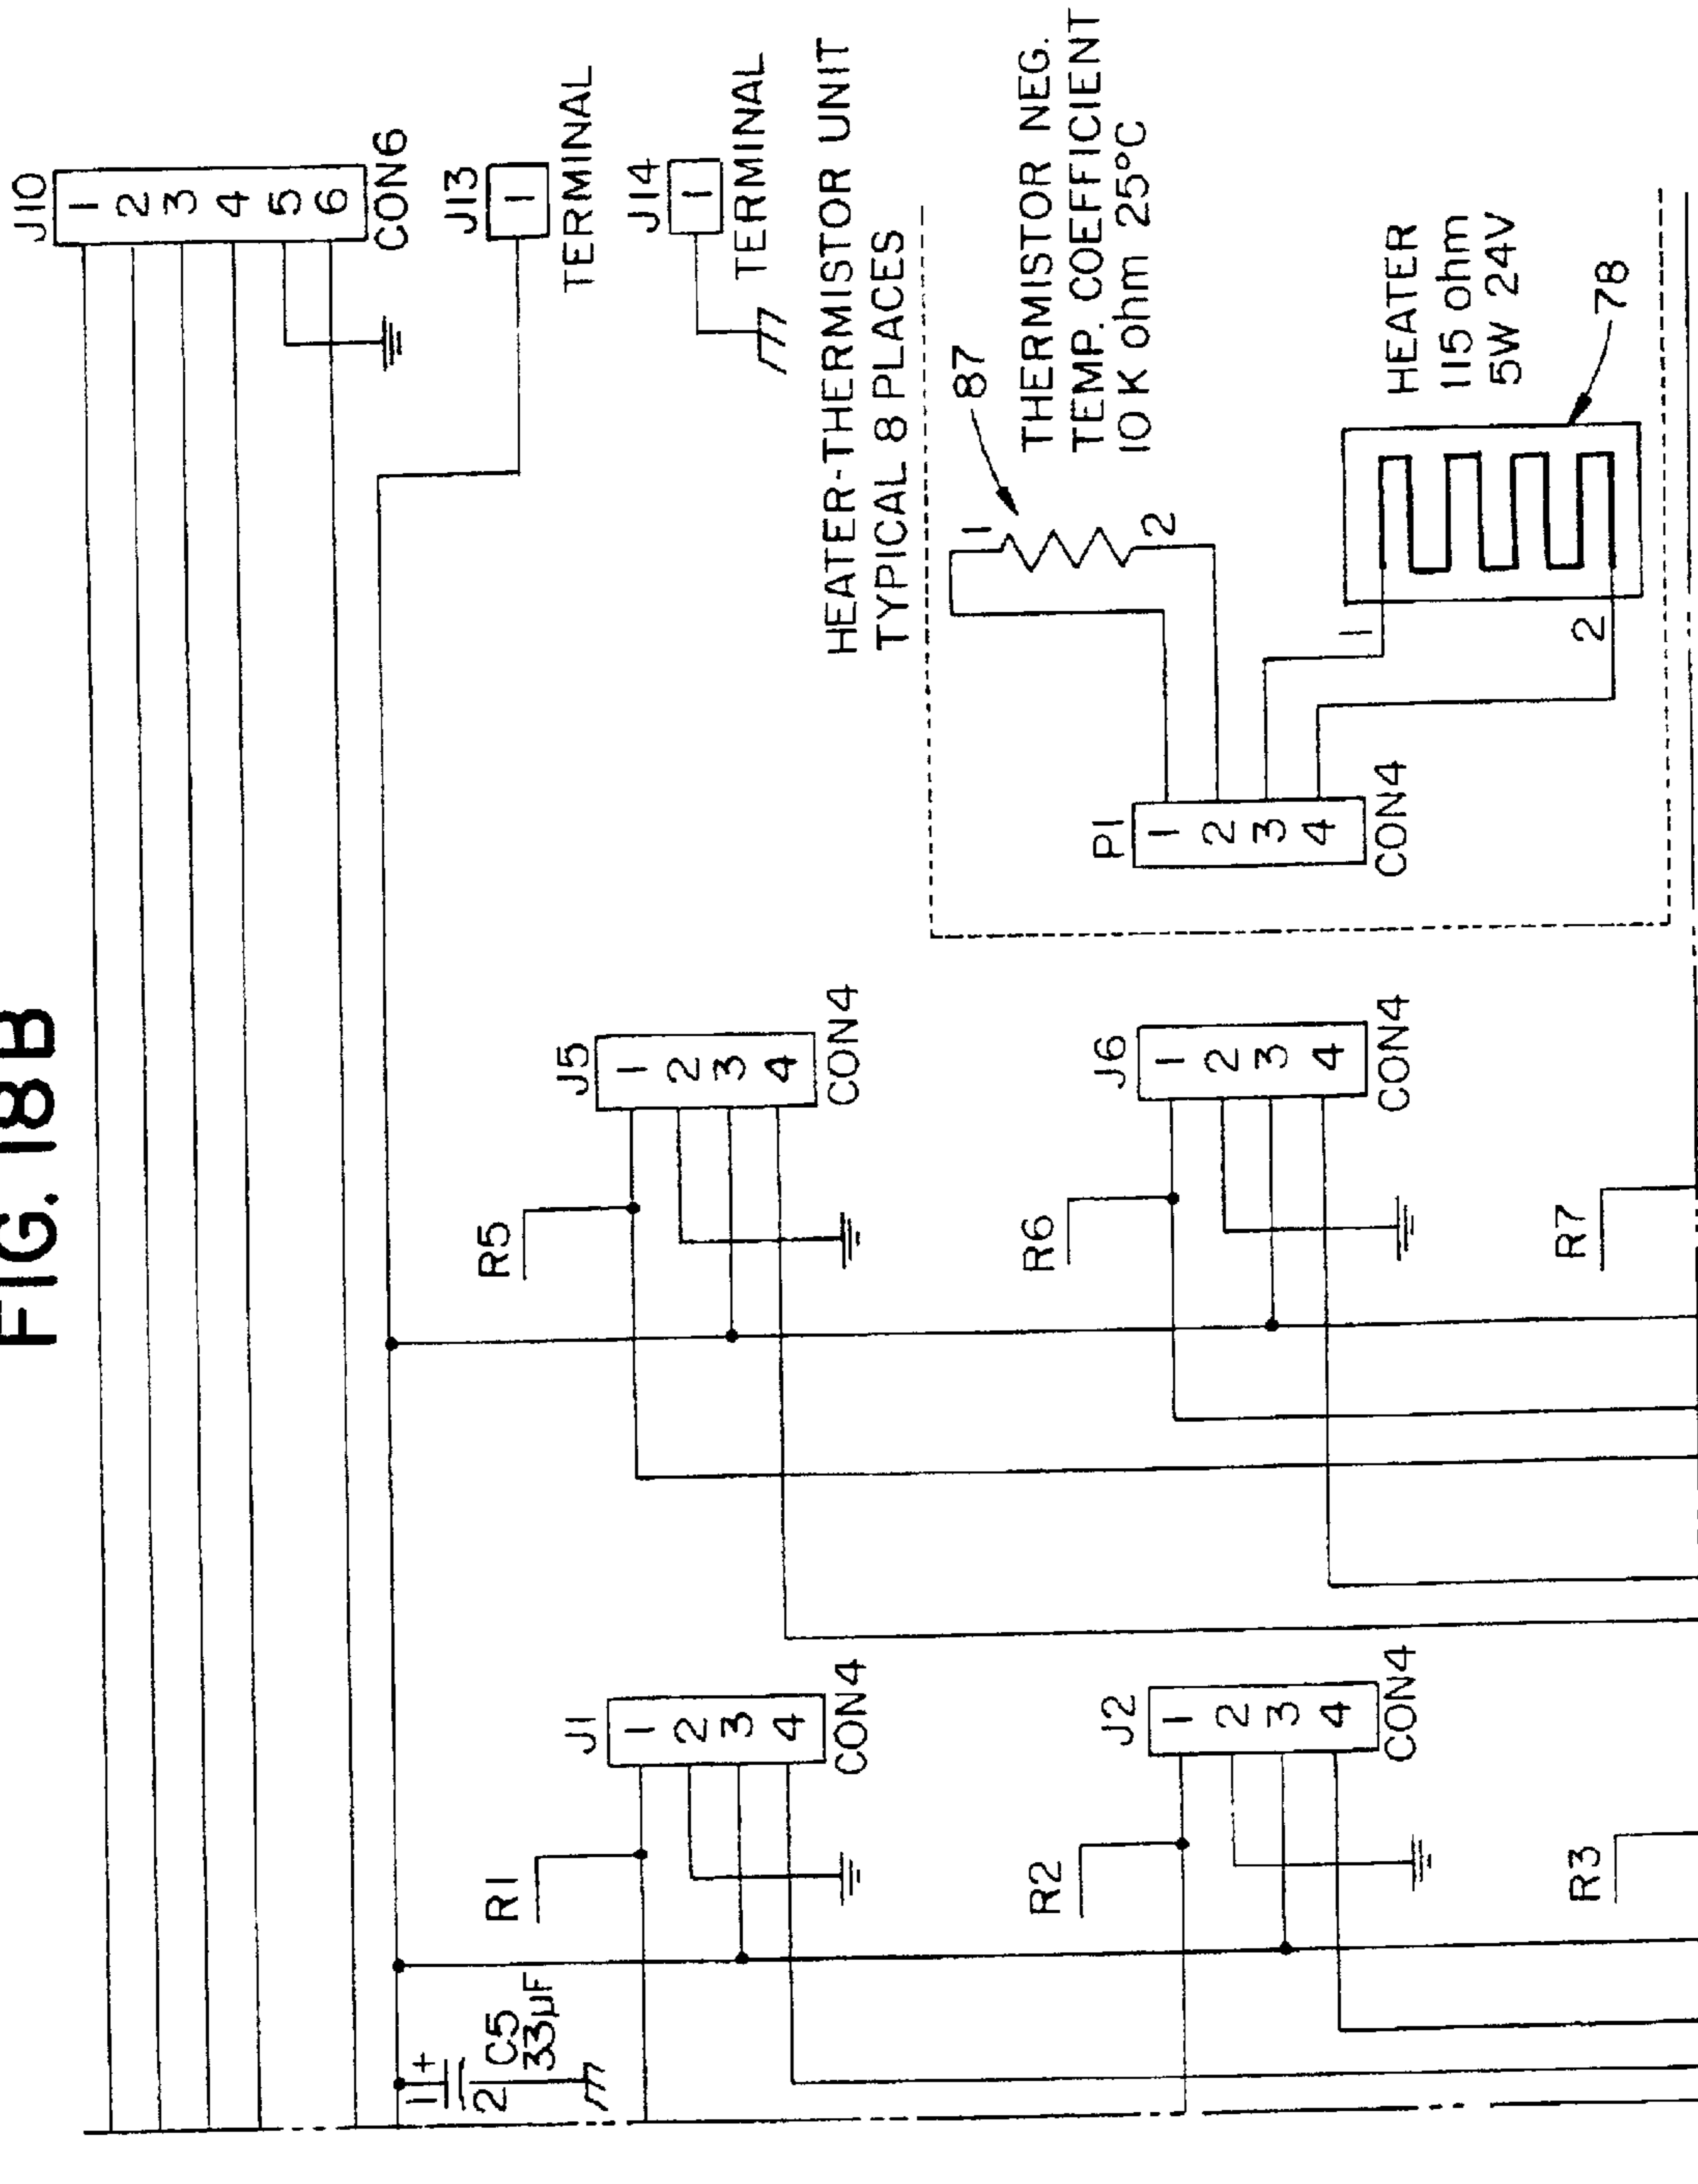 FIG. 18B
J10
1
2
3
4
5
6
CON6
J13
1
TERMINAL
J14
1
TERMINAL
HEATER-THERMISTOR UNIT
TYPICAL 8 PLACES
87
THERMISTOR NEG.
TEMP. COEFFICIENT
10 K ohm 25°C
1
2
P1
1
2
3
4
CON4
HEATER
115 ohm
5W 24V
78
1
2
J5
1
2
3
4
CON4
R5
J6
1
2
3
4
CON4
R6
R7
J1
1
2
3
4
CON4
R1
J2
1
2
3
4
CON4
R2
R3
1 +
2
C5
33µF